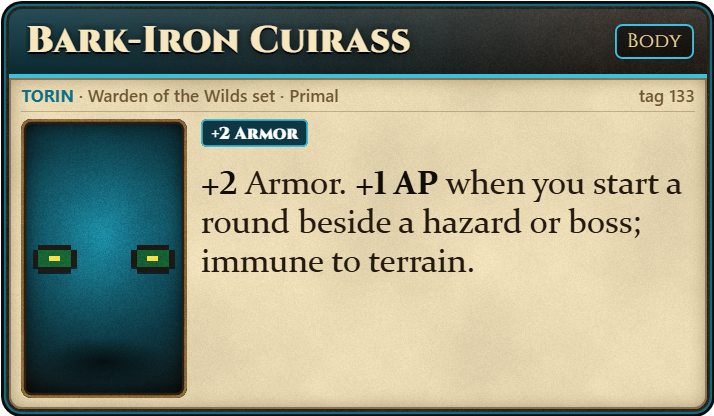 Bark-Iron Cuirass
Body
TORIN · Warden of the Wilds set · Primal
tag 133
+2 Armor
+2 Armor. +1 AP when you start a
round beside a hazard or boss;
immune to terrain.